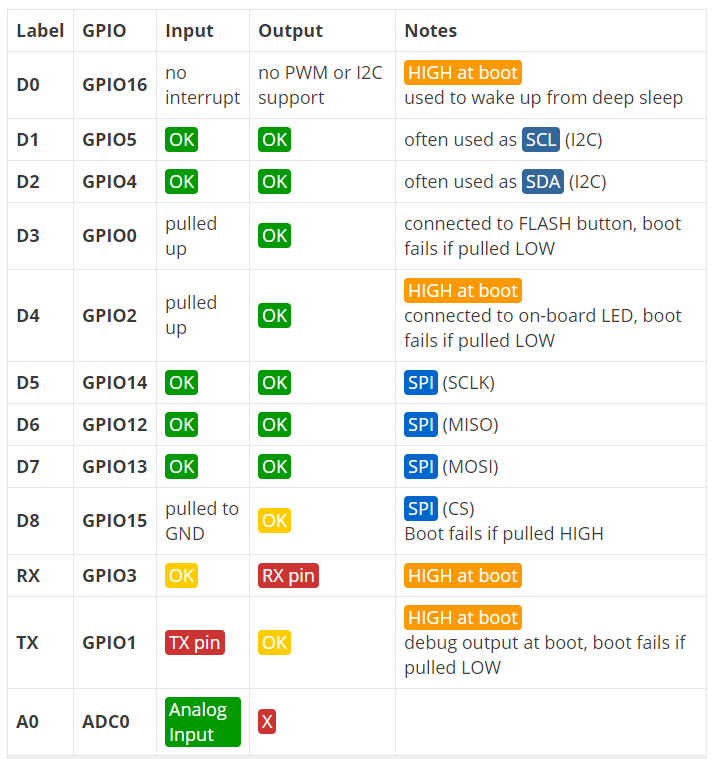 Label GPIO Input Output Notes
D0 GPIO16 no interrupt no PWM or I2C support HIGH at boot used to wake up from deep sleep
D1 GPIO5 OK OK often used as SCL (I2C)
D2 GPIO4 OK OK often used as SDA (I2C)
D3 GPIO0 pulled up OK connected to FLASH button, boot fails if pulled LOW
D4 GPIO2 pulled up OK HIGH at boot connected to on-board LED, boot fails if pulled LOW
D5 GPIO14 OK OK SPI (SCLK)
D6 GPIO12 OK OK SPI (MISO)
D7 GPIO13 OK OK SPI (MOSI)
D8 GPIO15 pulled to GND OK SPI (CS) Boot fails if pulled HIGH
RX GPIO3 OK RX pin HIGH at boot
TX GPIO1 TX pin OK HIGH at boot debug output at boot, boot fails if pulled LOW
A0 ADC0 Analog Input X